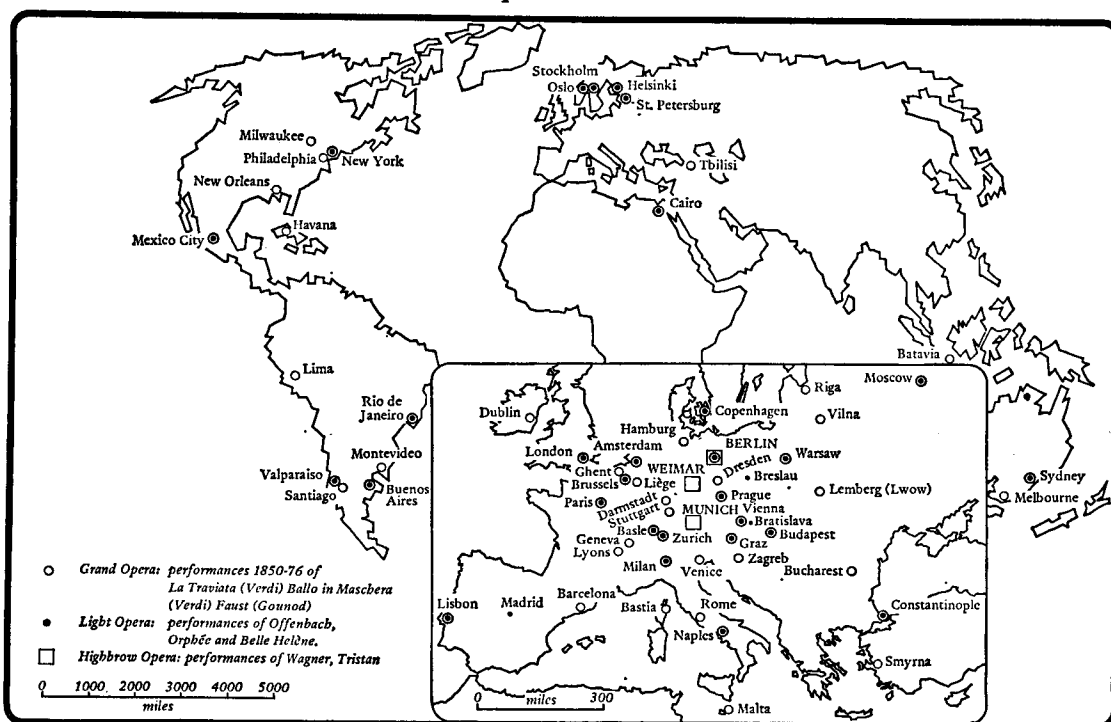 Stockholm
Oslo
Helsinki
St. Petersburg
Milwaukee
Philadelphia
New York
Tbilisi
New Orleans
Cairo
Havana
Mexico City
Batavia
Lima
Moscow
Riga
Rio de
Janeiro
Dublin
Copenhagen
Vilna
Hamburg
Montevideo
London
Amsterdam
BERLIN
Warsaw
Valparaiso
Ghent
WEIMAR
Dresden
Sydney
Santiago
Buenos
Aires
Brussels
Liège
Breslau
Melbourne
Paris
Darmstadt
Prague
Lemberg (Lwow)
Stuttgart
MUNICH
Vienna
Bratislava
Basle
Zurich
Budapest
Geneva
Graz
Lyons
Milan
Venice
Zagreb
Bucharest
Grand Opera: performances 1850-76 of
La Traviata (Verdi) Ballo in Maschera
(Verdi) Faust (Gounod)
Lisbon
Madrid
Barcelona
Bastia
Rome
Constantinople
Light Opera: performances of Offenbach,
Orphée and Belle Helène.
Naples
Highbrow Opera: performances of Wagner, Tristan
Smyrna
0 1000 2000 3000 4000 5000
miles
0 300
miles
Malta